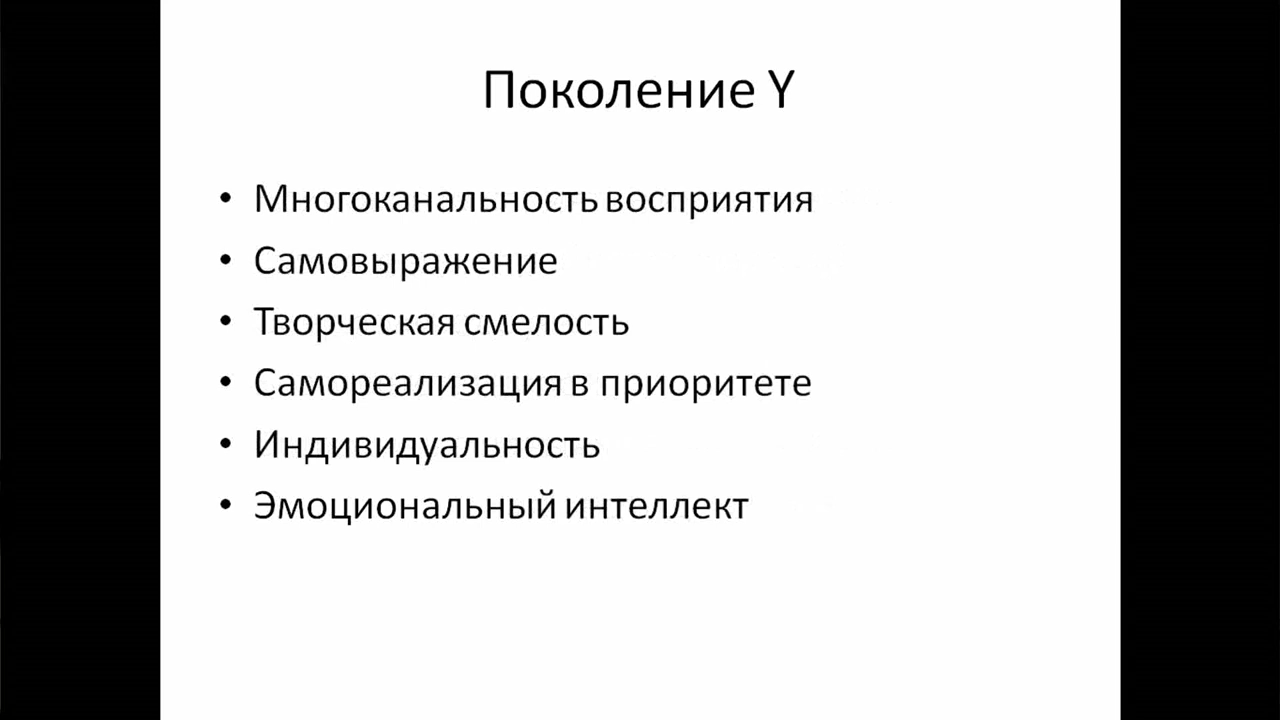 Поколение Y
• Многоканальность восприятия
• Самовыражение
• Творческая смелость
• Самореализация в приоритете
• Индивидуальность
• Эмоциональный интеллект